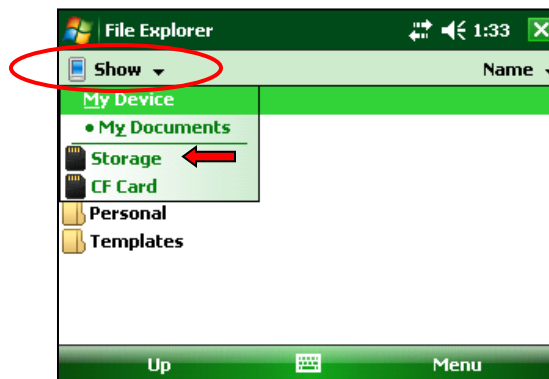 File Explorer 1:33
Show Name
My Device
My Documents
Storage
CF Card
Personal
Templates
Up Menu